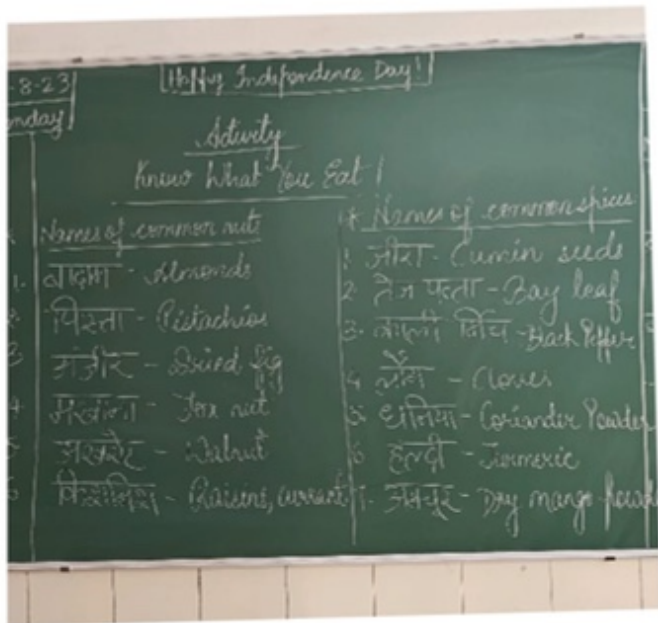 -8-23
nday
Happy Independence Day!
Activity
Know What You Eat!
Names of common nuts
1. बादाम - Almonds
2. पिस्ता - Pistachios
3. अंजीर - Dried fig
4. मखाना - Fox nut
5. अखरोट - Walnut
6 किशमिश - Raisins, currant
* Names of common spices
1. जीरा - Cumin seeds
2. तेज पत्ता - Bay leaf
3. काली मिर्च - Black Pepper
4 लौंग - Cloves
5. धनिया - Coriander Powder
6 हल्दी - Turmeric
7. अमचूर - Dry mango powd